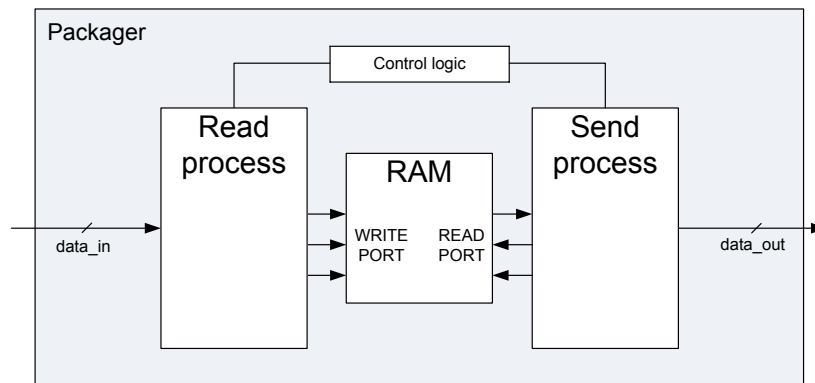 Packager
Control logic
Read
process
Send
process
RAM
WRITE
PORT
READ
PORT
data_in
data_out